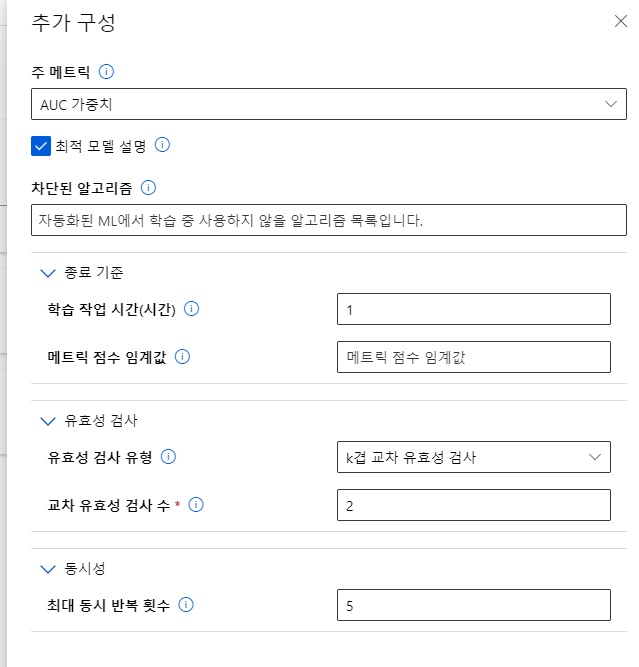 추가 구성
주 메트릭
AUC 가중치
최적 모델 설명
차단된 알고리즘
자동화된 ML에서 학습 중 사용하지 않을 알고리즘 목록입니다.
종료 기준
학습 작업 시간(시간)
1
메트릭 점수 임계값
메트릭 점수 임계값
유효성 검사
유효성 검사 유형
k겹 교차 유효성 검사
교차 유효성 검사 수 *
2
동시성
최대 동시 반복 횟수
5